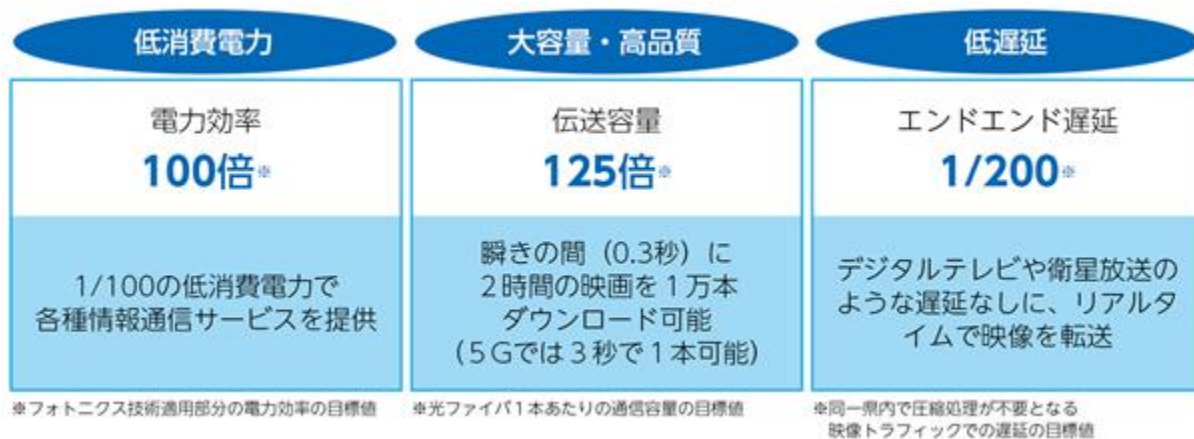 低消費電力
電力効率
100倍※
1/100の低消費電力で
各種情報通信サービスを提供
※フォトニクス技術適用部分の電力効率の目標値
大容量・高品質
伝送容量
125倍※
瞬きの間（0.3秒）に
2時間の映画を1万本
ダウンロード可能
（5Gでは3秒で1本可能）
※光ファイバ1本あたりの通信容量の目標値
低遅延
エンドエンド遅延
1/200※
デジタルテレビや衛星放送の
ような遅延なしに、リアルタ
イムで映像を転送
※同一県内で圧縮処理が不要となる
映像トラフィックでの遅延の目標値